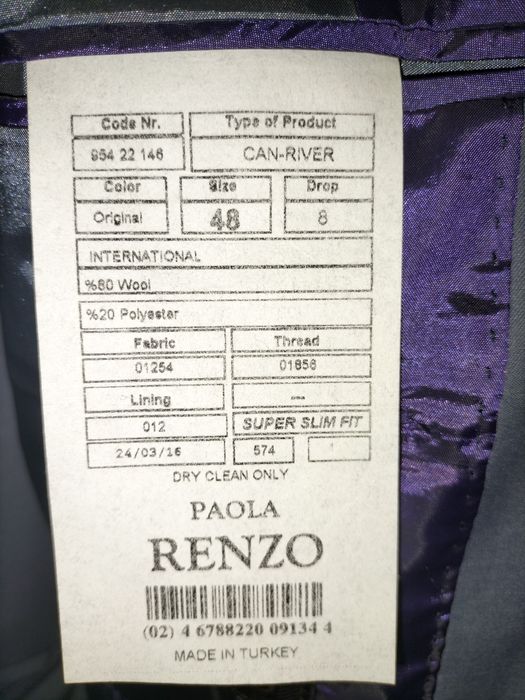 Code Nr. Type of Product
954 22 146 CAN-RIVER
Color Size Drop
Original 48 8
INTERNATIONAL
%80 Wool
%20 Polyester
Fabric Thread
01254 01856
Lining ---
012 SUPER SLIM FIT
24/03/16 574 1
DRY CLEAN ONLY
PAOLA
RENZO
(02) 4 6788220 09134 4
MADE IN TURKEY